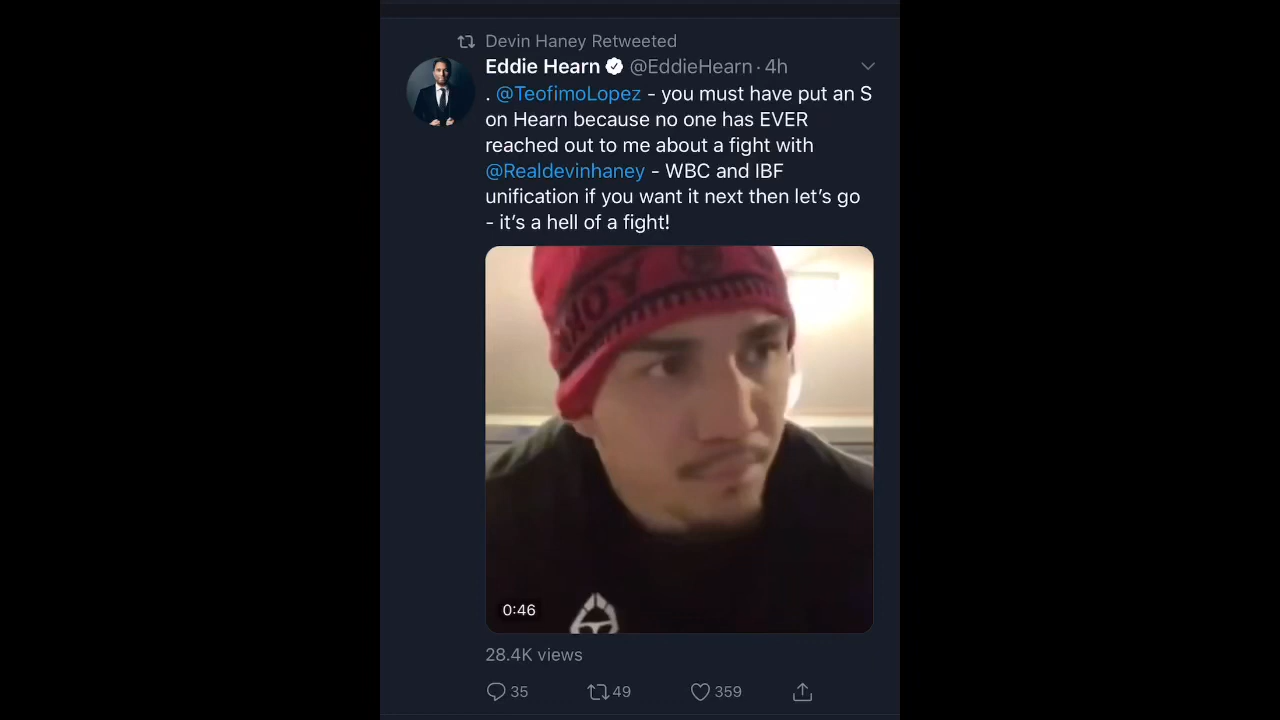 Devin Haney Retweeted
Eddie Hearn @EddieHearn · 4h
. @TeofimoLopez - you must have put an S
on Hearn because no one has EVER
reached out to me about a fight with
@Realdevinhaney - WBC and IBF
unification if you want it next then let’s go
- it’s a hell of a fight!
YORK
0:46
28.4K views
35 49 359